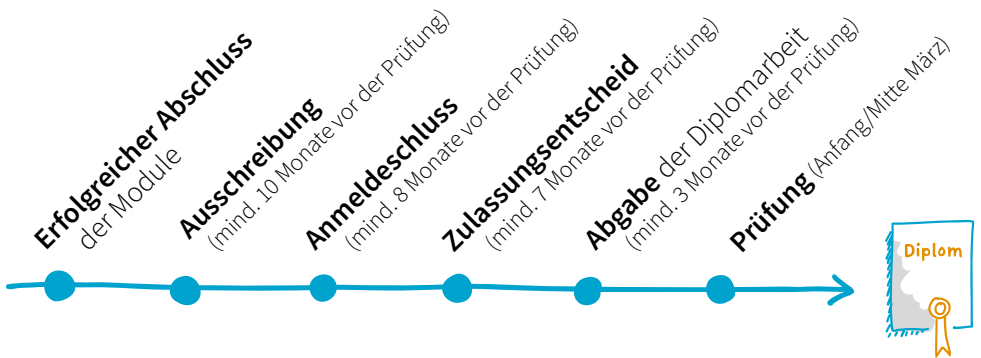 Erfolgreicher Abschluss
der Module
Ausschreibung
(mind. 10 Monate vor der Prüfung)
Anmeldeschluss
(mind. 8 Monate vor der Prüfung)
Zulassungsentscheid
(mind. 7 Monate vor der Prüfung)
Abgabe der Diplomarbeit
(mind. 3 Monate vor der Prüfung)
Prüfung (Anfang/Mitte März)
Diplom